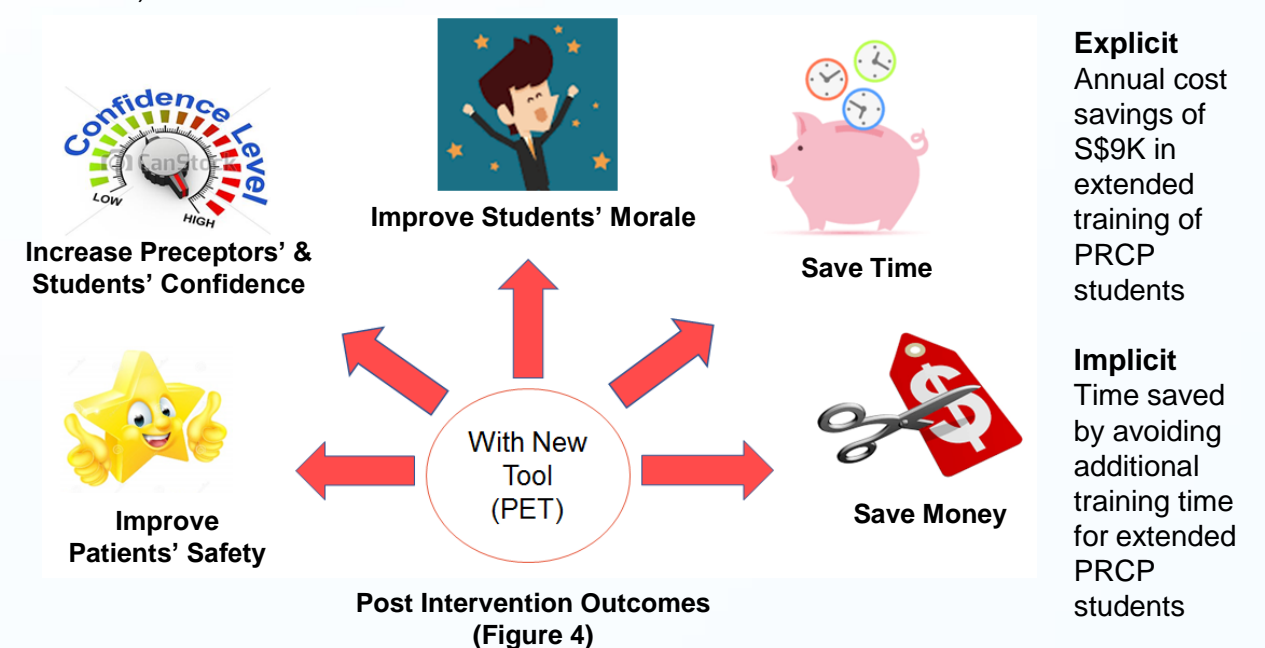 Confidence Level
LOW
HIGH
CanStock
Increase Preceptors' &
Students' Confidence
Improve Students' Morale
Save Time
Improve
Patients' Safety
With New
Tool
(PET)
$
Save Money
Post Intervention Outcomes
(Figure 4)
Explicit
Annual cost
savings of
S$9K in
extended
training of
PRCP
students
Implicit
Time saved
by avoiding
additional
training time
for extended
PRCP
students